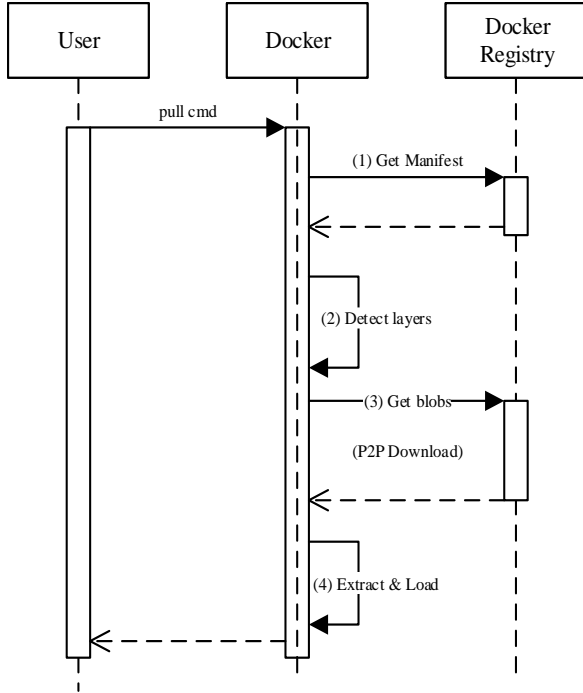 User
Docker
Docker
Registry
pull cmd
(1) Get Manifest
(2) Detect layers
(3) Get blobs
(P2P Download)
(4) Extract & Load